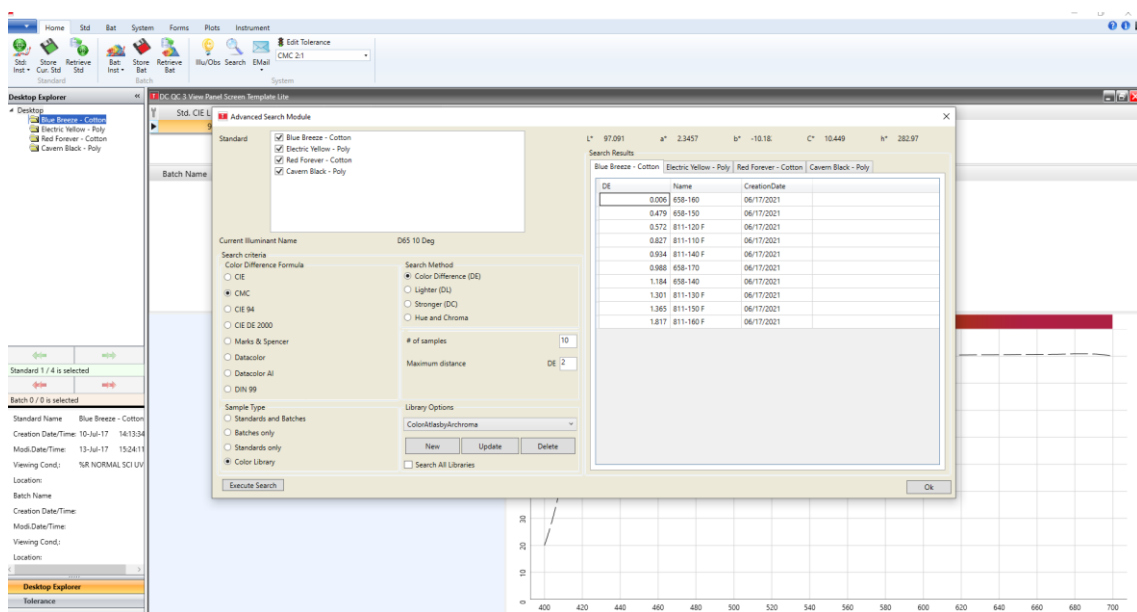 Home Std Bat System Forms Plots Instrument
Std: Inst Store Cur. Std Retrieve Std
Bat: Inst Store Bat Retrieve Bat
Illu/Obs Search EMail
Edit Tolerance
CMC 2:1
Standard Batch System
Desktop Explorer
Desktop
Blue Breeze - Cotton
Electric Yellow - Poly
Red Forever - Cotton
Cavern Black - Poly
DC QC 3 View Panel Screen Template Lite
Std. CIE L
9
Batch Name
Advanced Search Module
Standard
Blue Breeze - Cotton
Electric Yellow - Poly
Red Forever - Cotton
Cavern Black - Poly
L* 97.091 a* 2.3457 b* -10.18. C* 10.449 h* 282.97
Current Illuminant Name D65 10 Deg
Search criteria
Color Difference Formula
CIE
CMC
CIE 94
CIE DE 2000
Marks & Spencer
Datacolor
Datacolor AI
DIN 99
Search Method
Color Difference (DE)
Lighter (DL)
Stronger (DC)
Hue and Chroma
# of samples 10
Maximum distance DE 2
Sample Type
Standards and Batches
Batches only
Standards only
Color Library
Library Options
ColorAtlasbyArchroma
New Update Delete
Search All Libraries
Execute Search
Search Results
Blue Breeze - Cotton Electric Yellow - Poly Red Forever - Cotton Cavern Black - Poly
DE Name CreationDate
0.006 658-160 06/17/2021
0.479 658-150 06/17/2021
0.572 811-120 F 06/17/2021
0.827 811-110 F 06/17/2021
0.934 811-140 F 06/17/2021
0.988 658-170 06/17/2021
1.184 658-140 06/17/2021
1.301 811-130 F 06/17/2021
1.365 811-150 F 06/17/2021
1.817 811-160 F 06/17/2021
Ok
Standard 1 / 4 is selected
Batch 0 / 0 is selected
Standard Name Blue Breeze - Cotton
Creation Date/Time: 10-Jul-17 14:13:34
Modi.Date/Time: 13-Jul-17 15:24:11
Viewing Cond.: %R NORMAL SCI UV
Location:
Batch Name
Creation Date/Time:
Modi.Date/Time:
Viewing Cond.:
Location:
Desktop Explorer
Tolerance
30
20
10
0
400 420 440 460 480 500 520 540 560 580 600 620 640 660 680 700